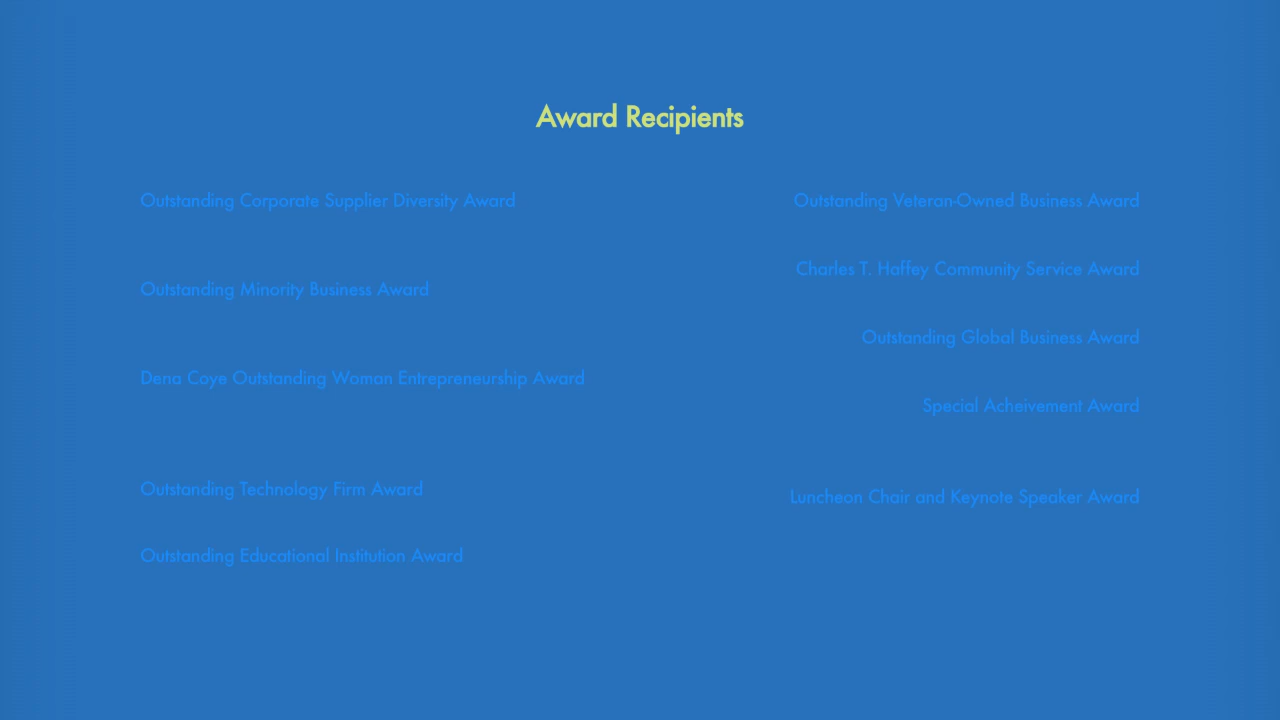 Award Recipients
Outstanding Corporate Supplier Diversity Award
Outstanding Minority Business Award
Dena Coye Outstanding Woman Entrepreneurship Award
Outstanding Technology Firm Award
Outstanding Educational Institution Award
Outstanding Veteran-Owned Business Award
Charles T. Haffey Community Service Award
Outstanding Global Business Award
Special Acheivement Award
Luncheon Chair and Keynote Speaker Award